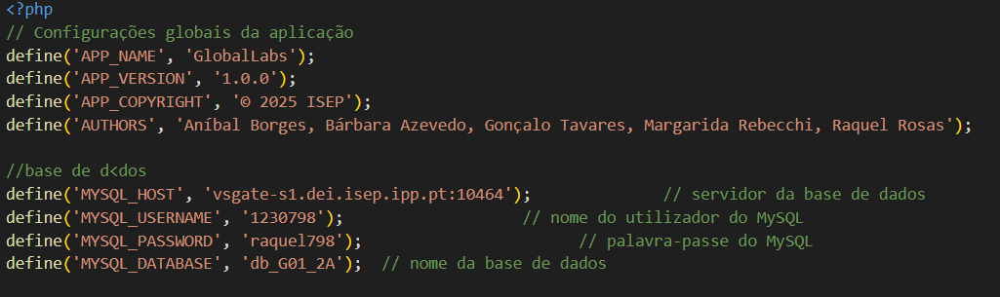 <?php
// Configurações globais da aplicação
define('APP_NAME', 'GlobalLabs');
define('APP_VERSION', '1.0.0');
define('APP_COPYRIGHT', '© 2025 ISEP');
define('AUTHORS', 'Aníbal Borges, Bárbara Azevedo, Gonçalo Tavares, Margarida Rebecchi, Raquel Rosas');
//base de d<dos
define('MYSQL_HOST', 'vsgate-s1.dei.isep.ipp.pt:10464'); // servidor da base de dados
define('MYSQL_USERNAME', '1230798'); // nome do utilizador do MySQL
define('MYSQL_PASSWORD', 'raquel798'); // palavra-passe do MySQL
define('MYSQL_DATABASE', 'db_G01_2A'); // nome da base de dados